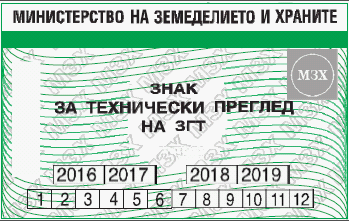 МИНИСТЕРСТВО НА ЗЕМЕДЕЛИЕТО И ХРАНИТЕ
МЗХ
ЗНАК
ЗА ТЕХНИЧЕСКИ ПРЕГЛЕД
НА ЗГТ
2016 2017 2018 2019
1 2 3 4 5 6 7 8 9 10 11 12